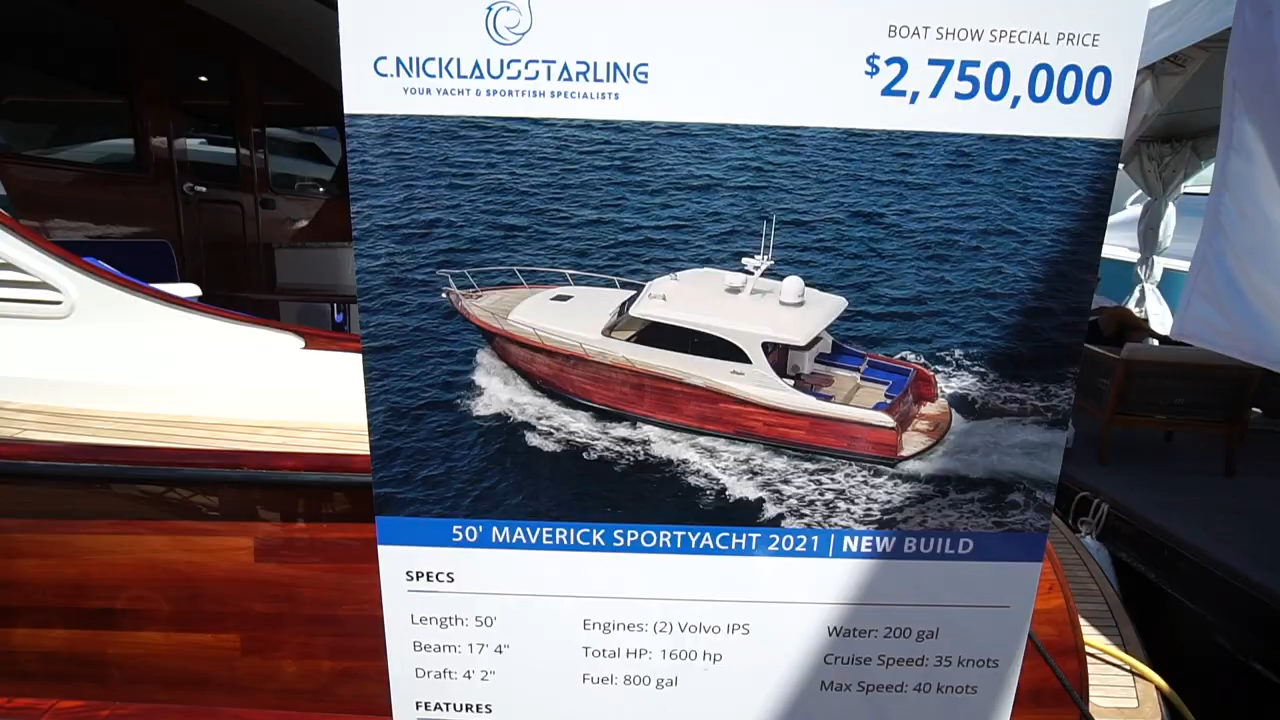 C.NICKLAUSSTARLING
YOUR YACHT & SPORTFISH SPECIALISTS
BOAT SHOW SPECIAL PRICE
$2,750,000
50' MAVERICK SPORTYACHT 2021 | NEW BUILD
SPECS
Length: 50'
Beam: 17' 4"
Draft: 4' 2"
Engines: (2) Volvo IPS
Total HP: 1600 hp
Fuel: 800 gal
Water: 200 gal
Cruise Speed: 35 knots
Max Speed: 40 knots
FEATURES